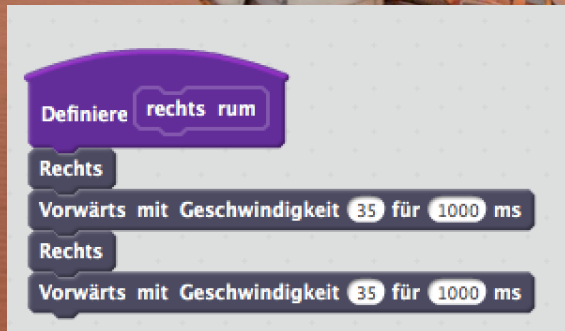 Definiere rechts rum
Rechts
Vorwärts mit Geschwindigkeit 35 für 1000 ms
Rechts
Vorwärts mit Geschwindigkeit 35 für 1000 ms